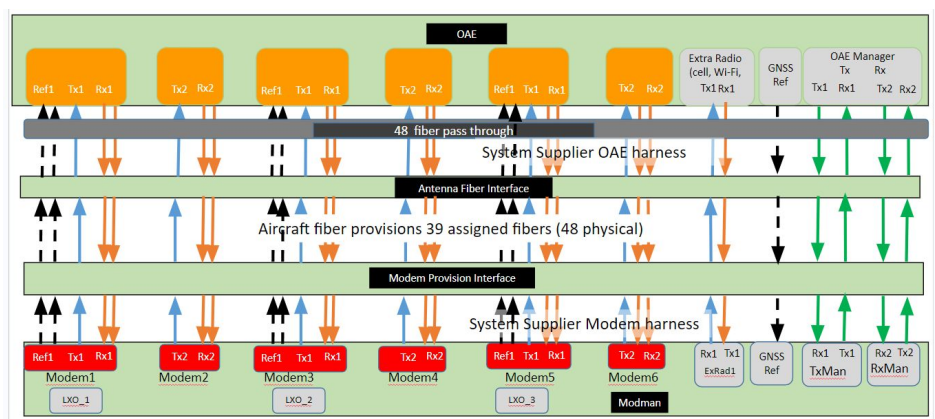 OAE
Ref1 Tx1 Rx1
Tx2 Rx2
Ref1 Tx1 Rx1
Tx2 Rx2
Ref1 Tx1 Rx1
Tx2 Rx2
Extra Radio
(cell, Wi-Fi,
Tx1 Rx1
GNSS
Ref
OAE Manager
Tx Rx
Tx1 Rx1 Tx2 Rx2
48 fiber pass through
System Supplier OAE harness
Antenna Fiber Interface
Aircraft fiber provisions 39 assigned fibers (48 physical)
Modem Provision Interface
System Supplier Modem harness
Ref1 Tx1 Rx1
Modem1
LXO_1
Tx2 Rx2
Modem2
Ref1 Tx1 Rx1
Modem3
LXO_2
Tx2 Rx2
Modem4
Ref1 Tx1 Rx1
Modem5
LXO_3
Tx2 Rx2
Modem6
Modman
Rx1 Tx1
ExRad1
GNSS
Ref
Rx1 Tx1
TxMan
Rx2 Tx2
RxMan